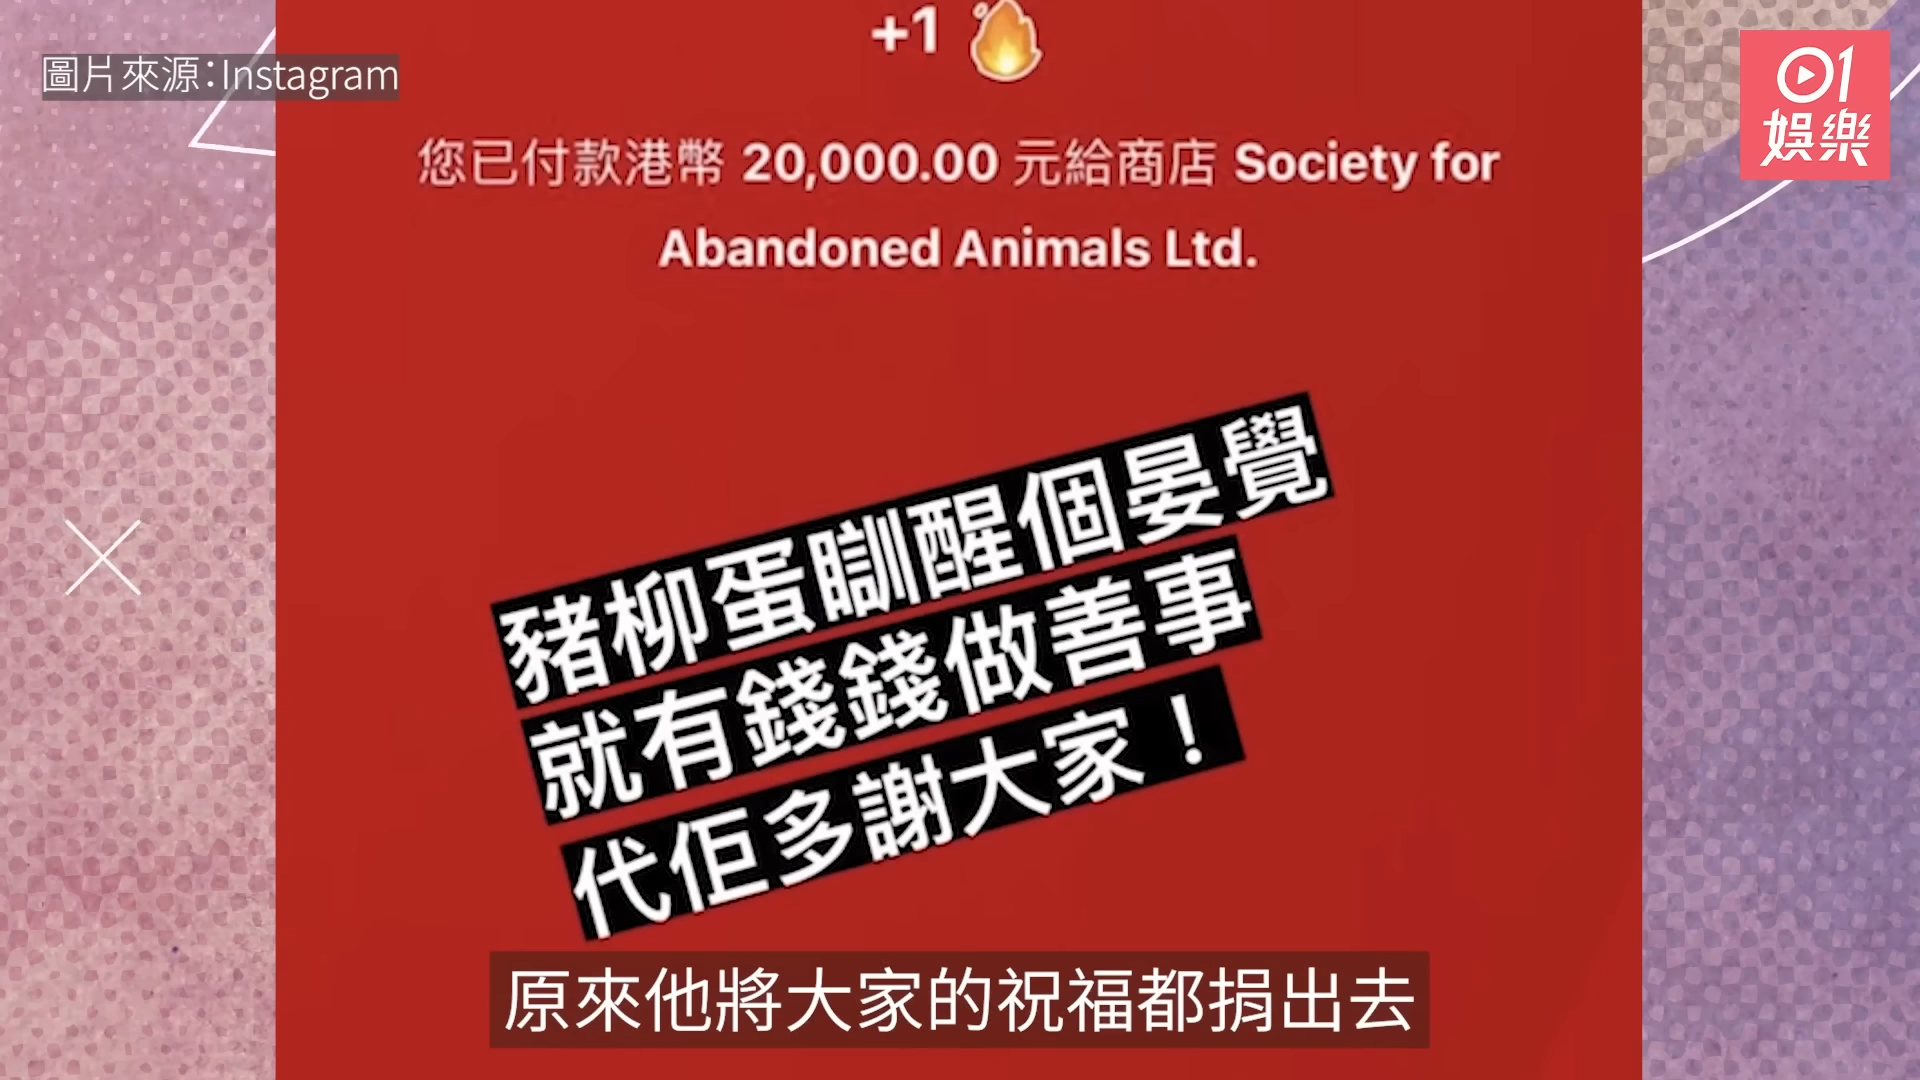 +1
圖片來源：Instagram
01
娛樂
您已付款港幣 20,000.00 元給商店 Society for
Abandoned Animals Ltd.
豬柳蛋瞓醒個晏覺
就有錢錢做善事
代佢多謝大家！
原來他將大家的祝福都捐出去